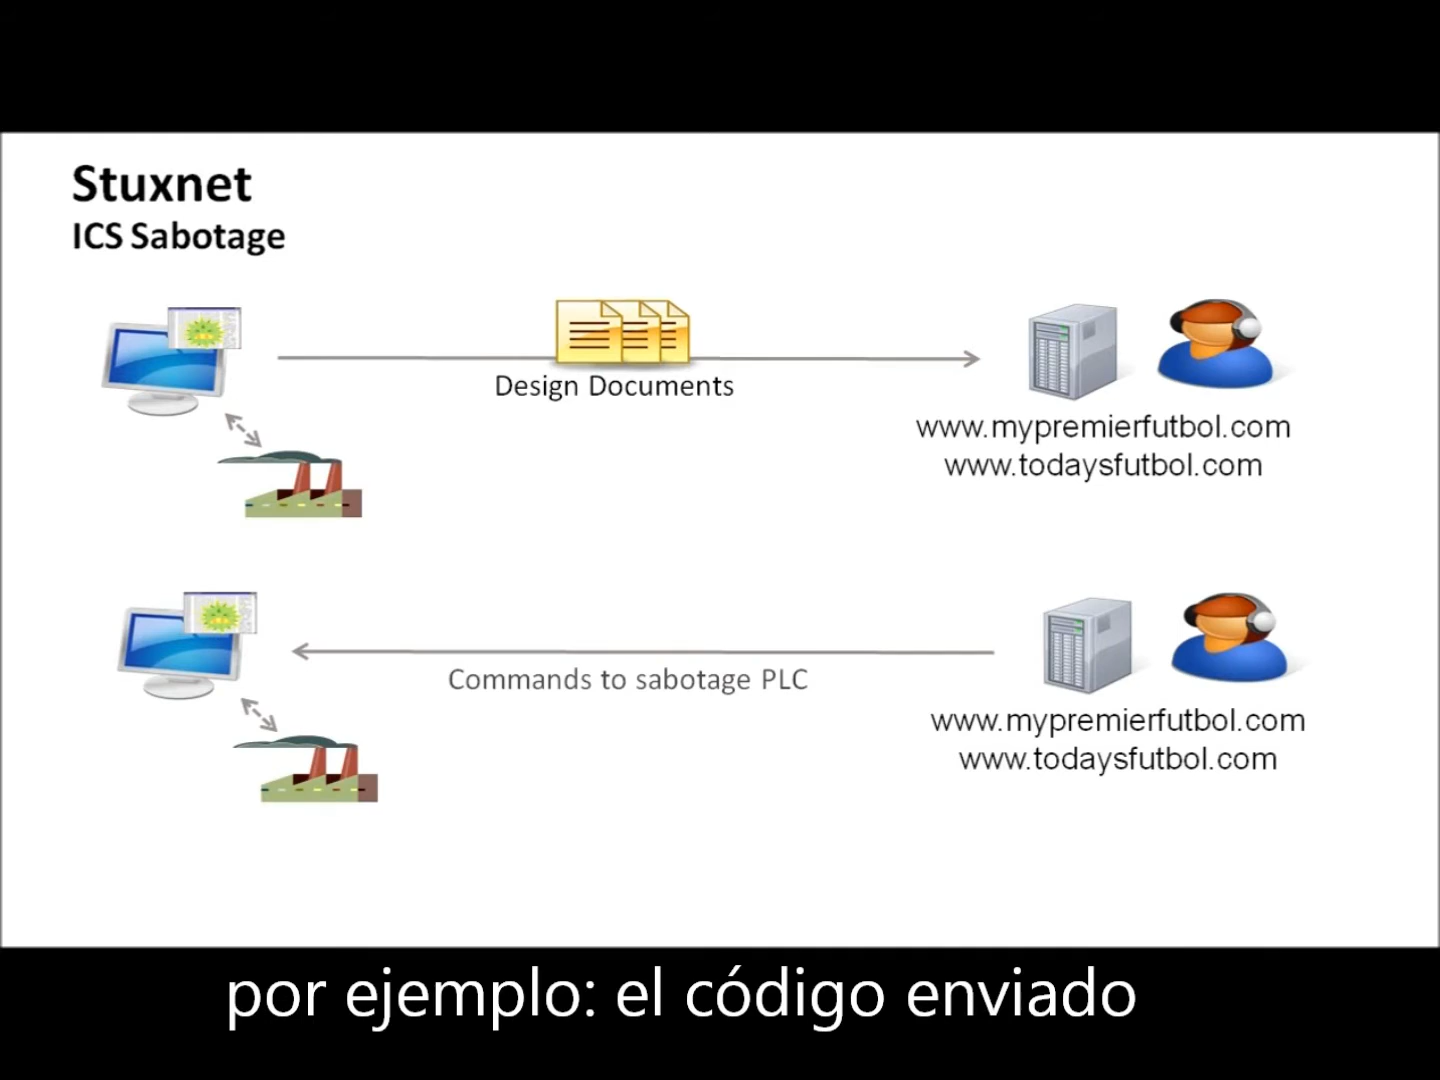 Stuxnet
ICS Sabotage
Design Documents
www.mypremierfutbol.com
www.todaysfutbol.com
Commands to sabotage PLC
www.mypremierfutbol.com
www.todaysfutbol.com
por ejemplo: el código enviado